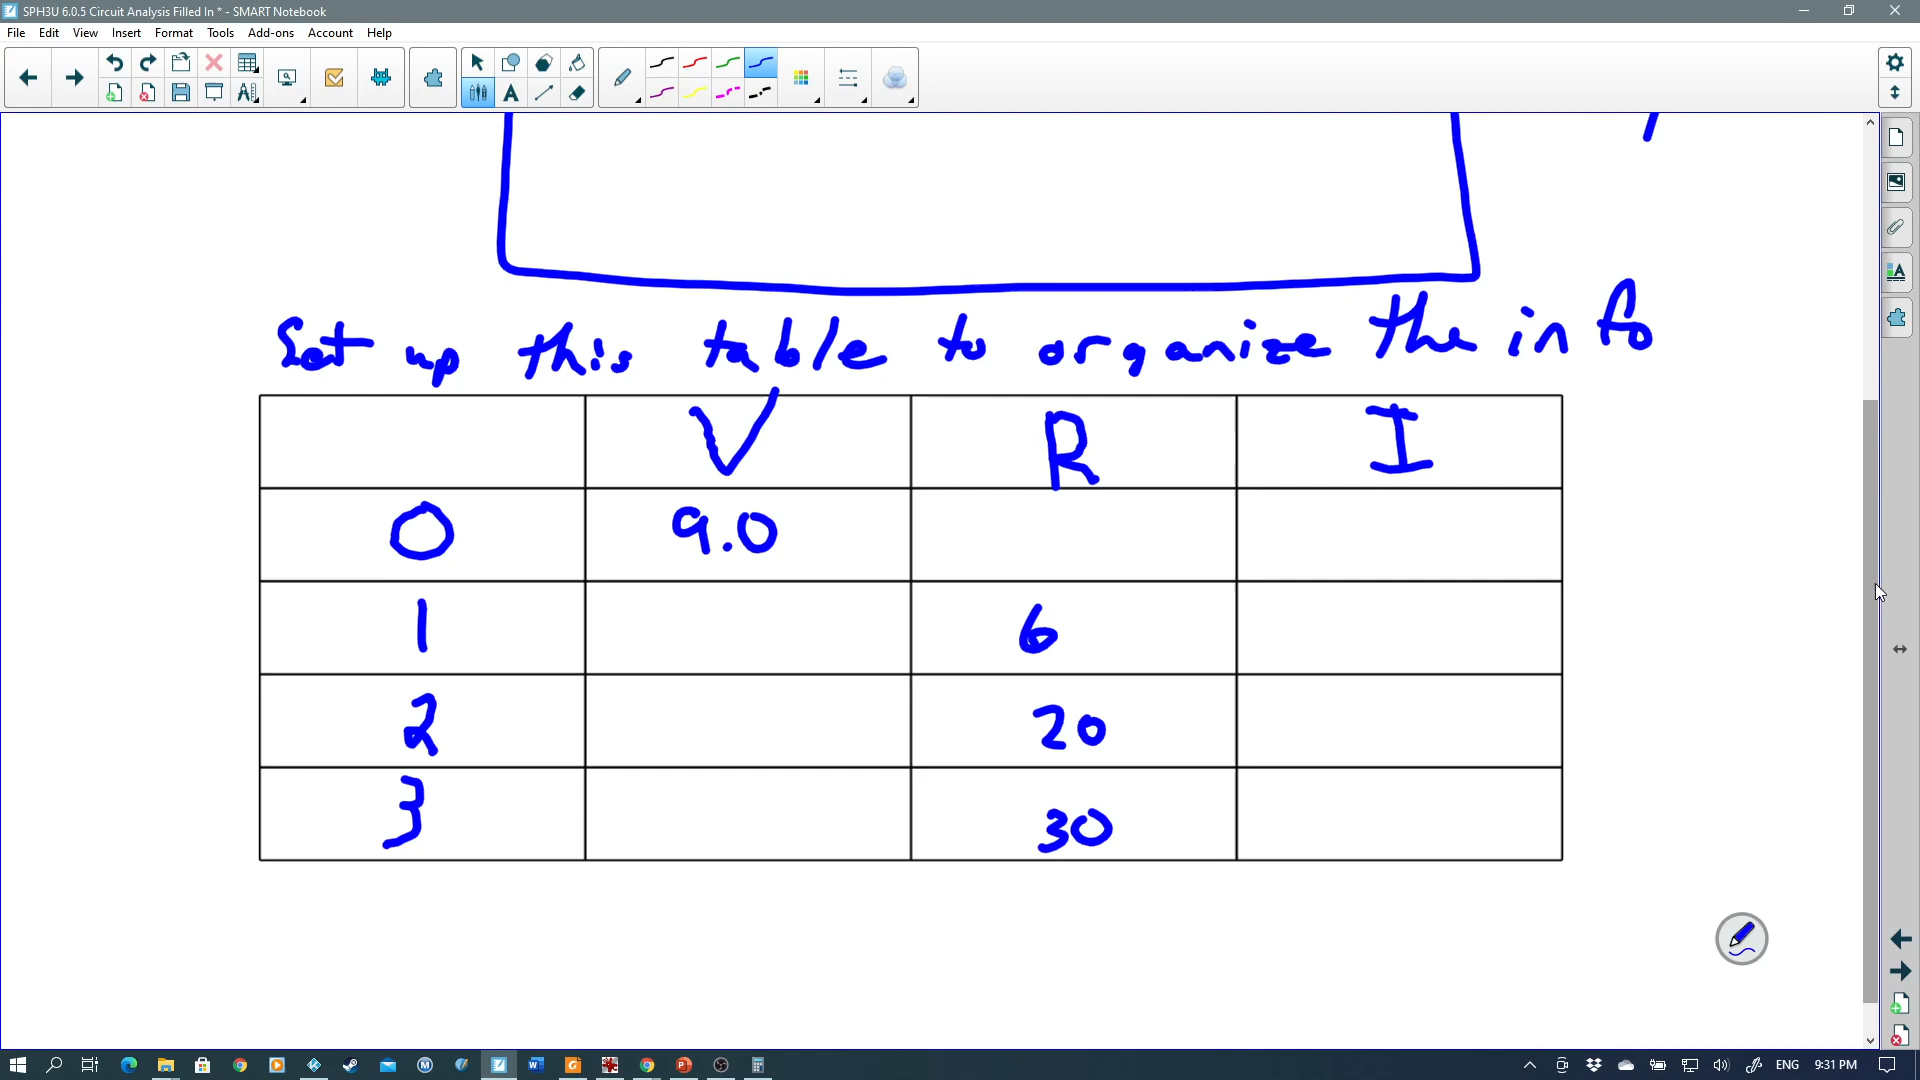 SPH3U 6.0.5 Circuit Analysis Filled In * - SMART Notebook
File Edit View Insert Format Tools Add-ons Account Help
Set up this table to organize the info
V R I
0 9.0
1 6
2 20
3 30
ENG 9:31 PM